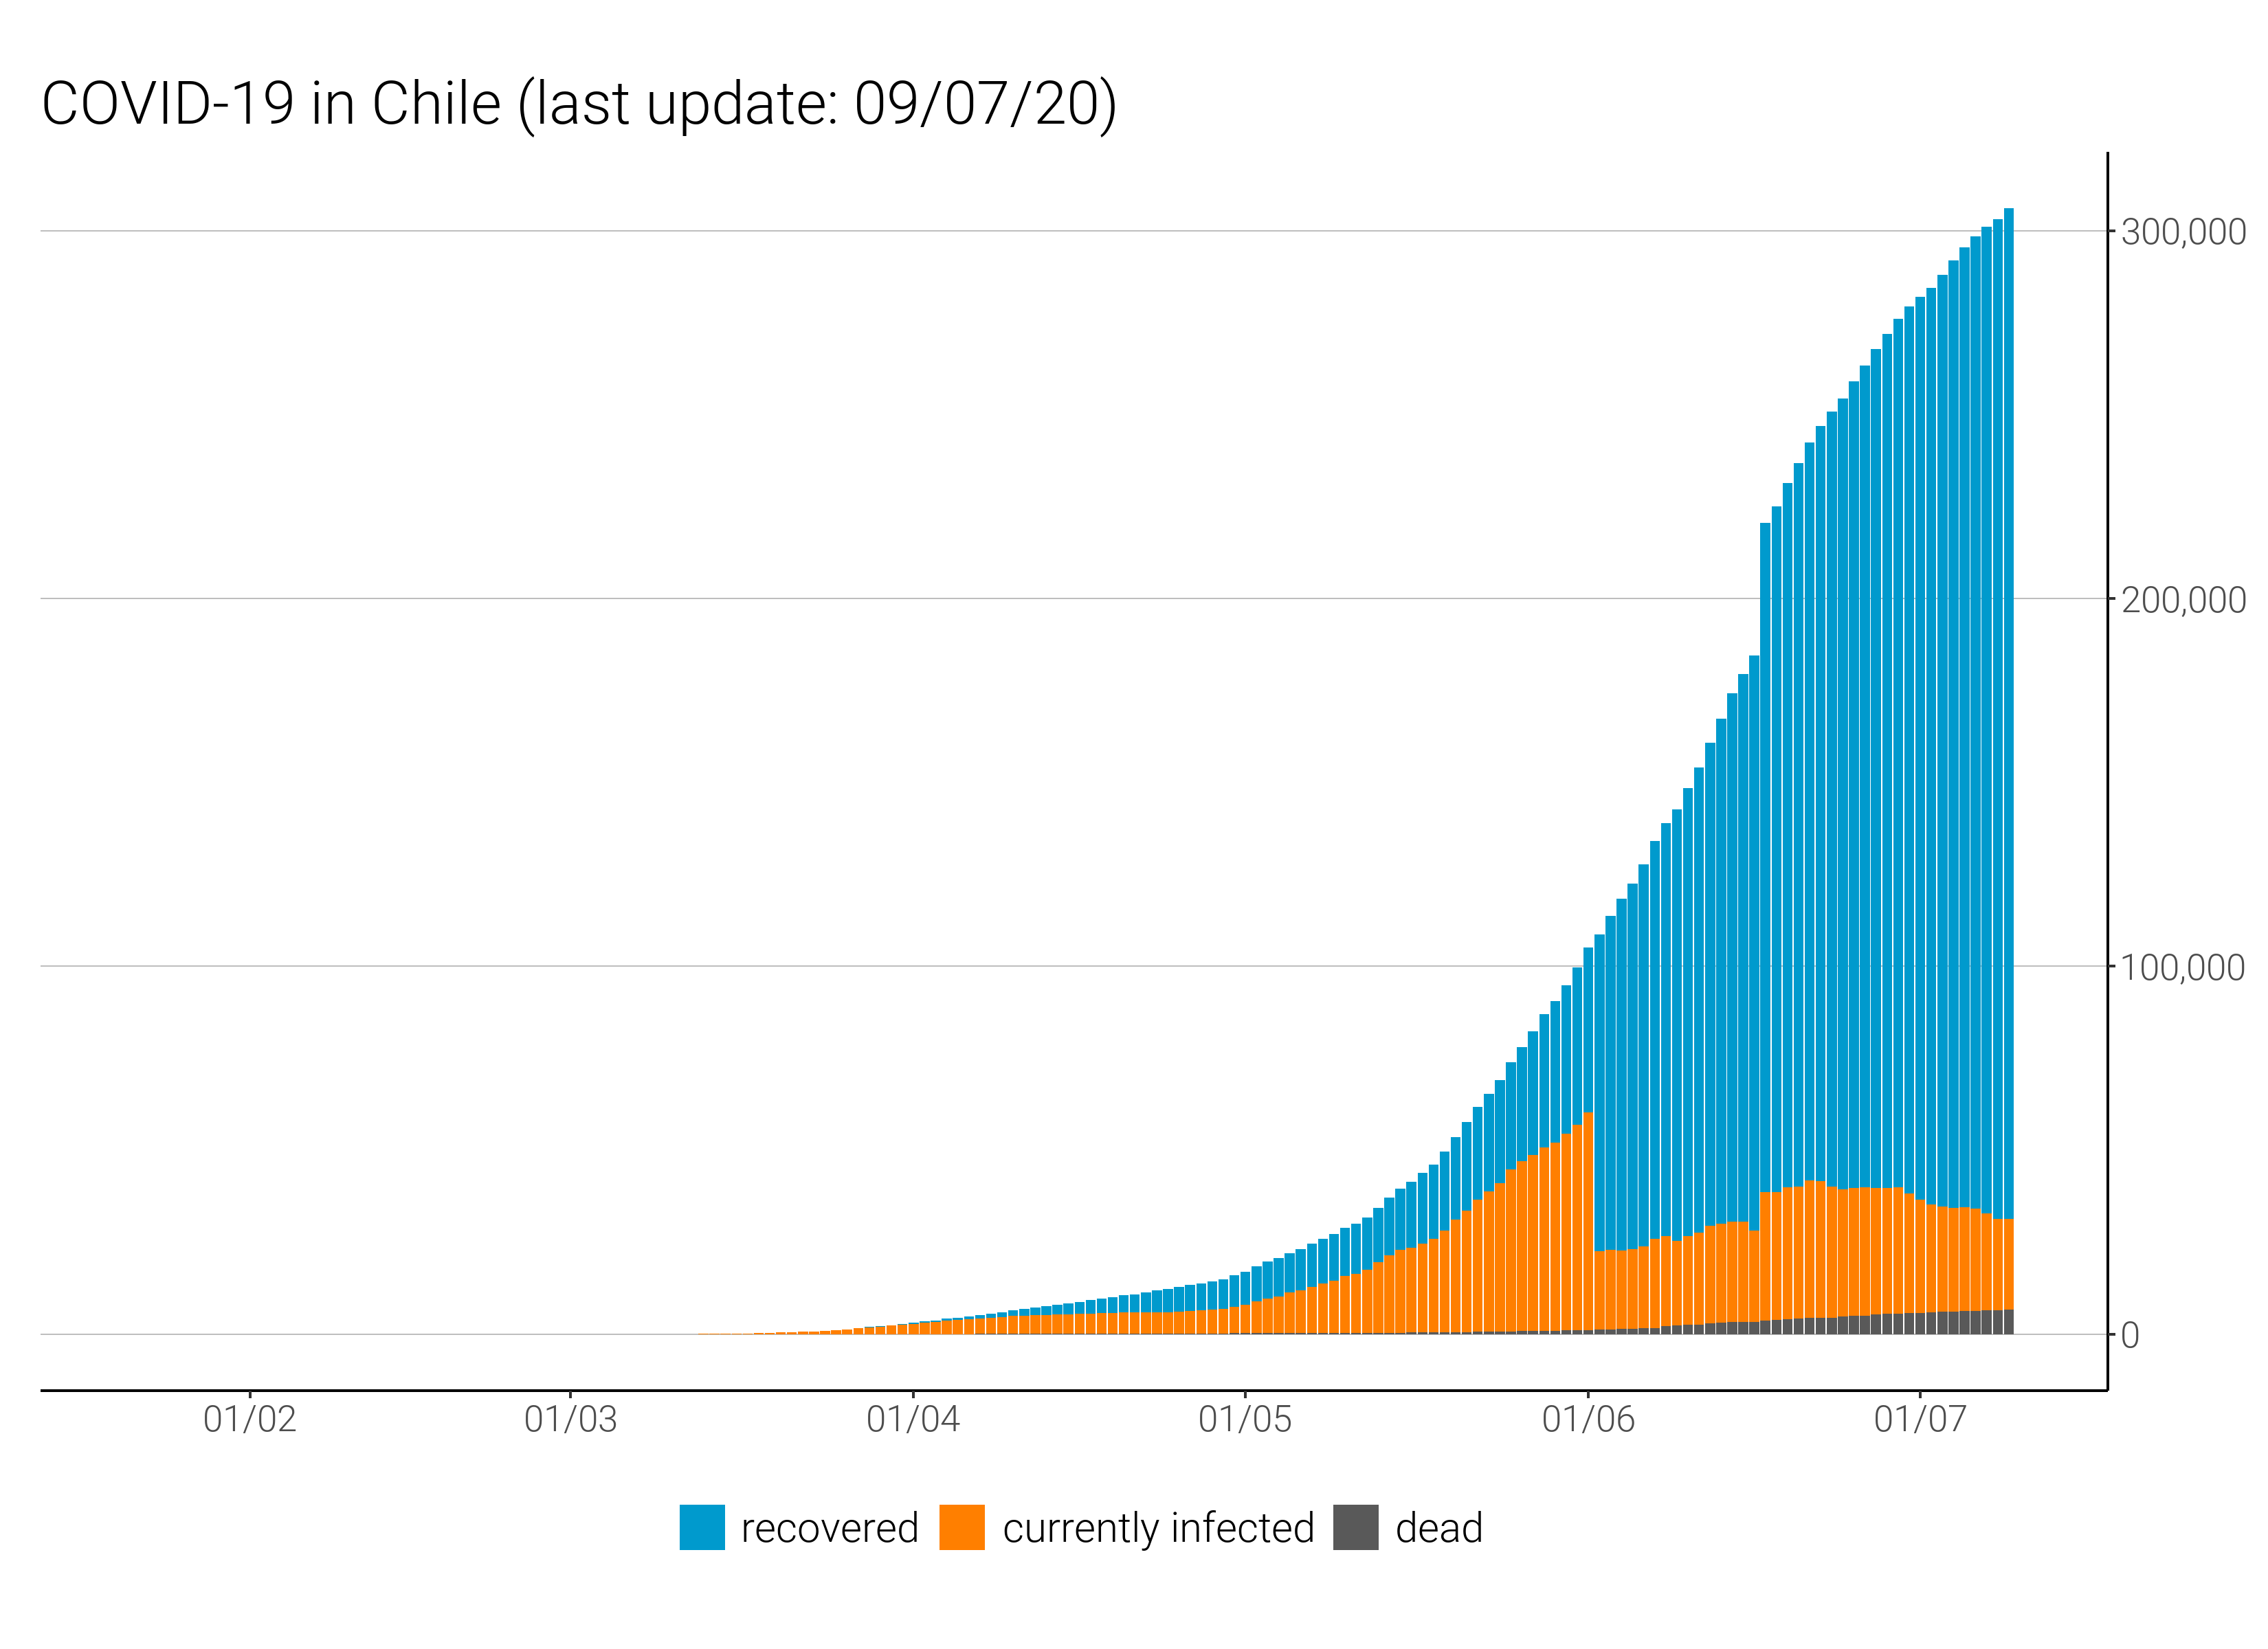 COVID-19 in Chile (last update: 09/07/20)
300,000
200,000
100,000
0
01/02 01/03 01/04 01/05 01/06 01/07
recovered currently infected dead